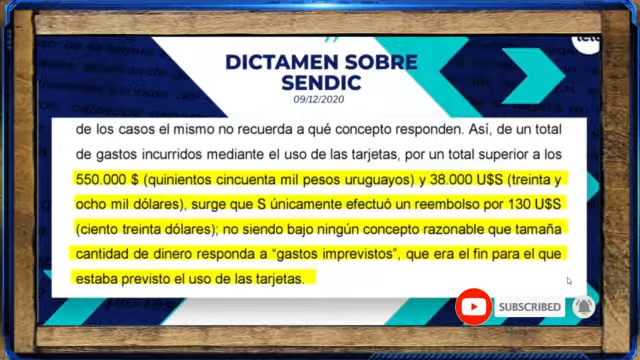 DICTAMEN SOBRE
SENDIC
09/12/2020
de los casos el mismo no recuerda a qué concepto responden. Así, de un total
de gastos incurridos mediante el uso de las tarjetas, por un total superior a los
550.000 $ (quinientos cincuenta mil pesos uruguayos) y 38.000 U$S (treinta y
ocho mil dólares), surge que S únicamente efectuó un reembolso por 130 U$S
(ciento treinta dólares); no siendo bajo ningún concepto razonable que tamaña
cantidad de dinero responda a “gastos imprevistos”, que era el fin para el que
estaba previsto el uso de las tarjetas.
SUBSCRIBED